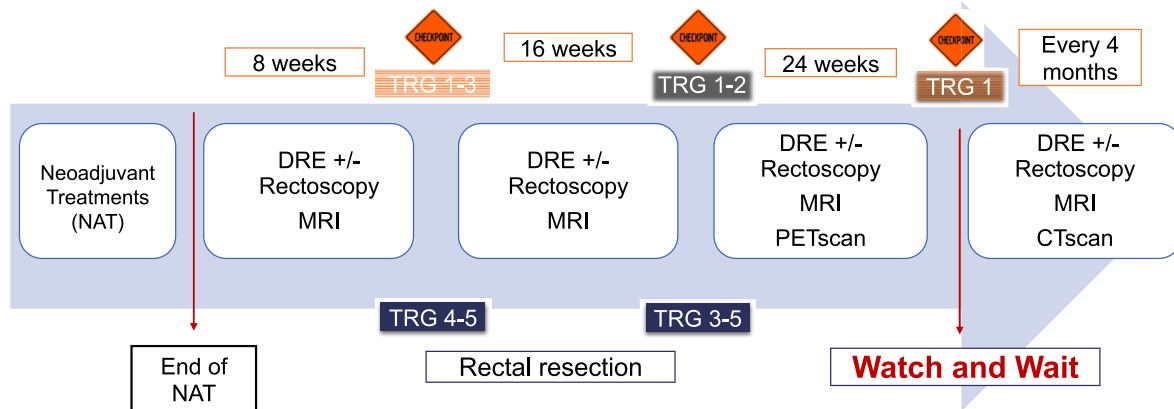 CHECKPOINT
CHECKPOINT
CHECKPOINT
8 weeks
16 weeks
24 weeks
Every 4
months
TRG 1-3
TRG 1-2
TRG 1
Neoadjuvant
Treatments
(NAT)
DRE +/-
Rectoscopy
MRI
DRE +/-
Rectoscopy
MRI
DRE +/-
Rectoscopy
MRI
PETscan
DRE +/-
Rectoscopy
MRI
CTscan
TRG 4-5
TRG 3-5
End of
NAT
Rectal resection
Watch and Wait